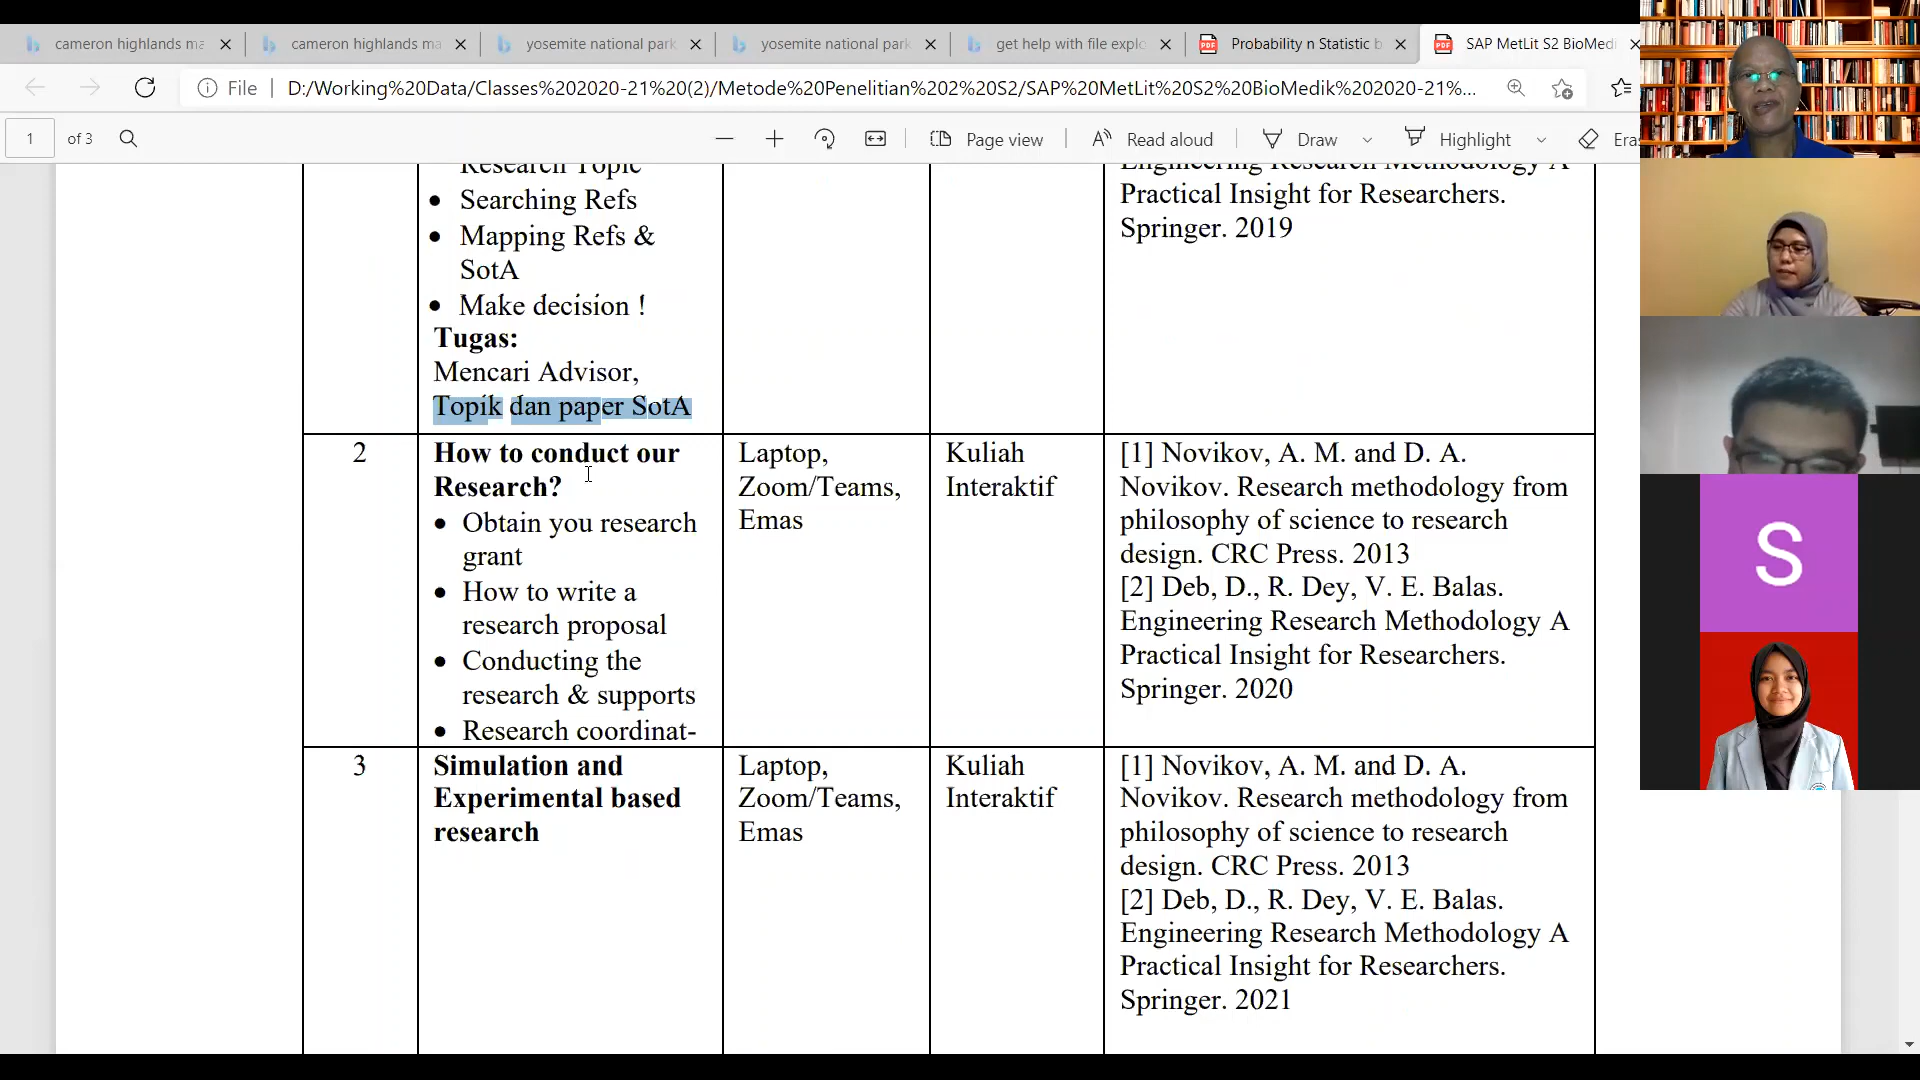 cameron highlands ma
cameron highlands ma
yosemite national park
yosemite national park
get help with file explo
Probability n Statistic b
SAP MetLit S2 BioMedi
File
D:/Working%20Data/Classes%202020-21%20(2)/Metode%20Penelitian%202%20S2/SAP%20MetLit%20S2%20BioMedik%202020-21%...
1 of 3
Page view
Read aloud
Draw
Highlight
Era
Research Topic
• Searching Refs
• Mapping Refs &
SotA
• Make decision !
Tugas:
Mencari Advisor,
Topik dan paper SotA
Engineering Research Methodology A
Practical Insight for Researchers.
Springer. 2019
2
How to conduct our
Research?
• Obtain you research
grant
• How to write a
research proposal
• Conducting the
research & supports
• Research coordinat-
Laptop,
Zoom/Teams,
Emas
Kuliah
Interaktif
[1] Novikov, A. M. and D. A.
Novikov. Research methodology from
philosophy of science to research
design. CRC Press. 2013
[2] Deb, D., R. Dey, V. E. Balas.
Engineering Research Methodology A
Practical Insight for Researchers.
Springer. 2020
3
Simulation and
Experimental based
research
Laptop,
Zoom/Teams,
Emas
Kuliah
Interaktif
[1] Novikov, A. M. and D. A.
Novikov. Research methodology from
philosophy of science to research
design. CRC Press. 2013
[2] Deb, D., R. Dey, V. E. Balas.
Engineering Research Methodology A
Practical Insight for Researchers.
Springer. 2021
S